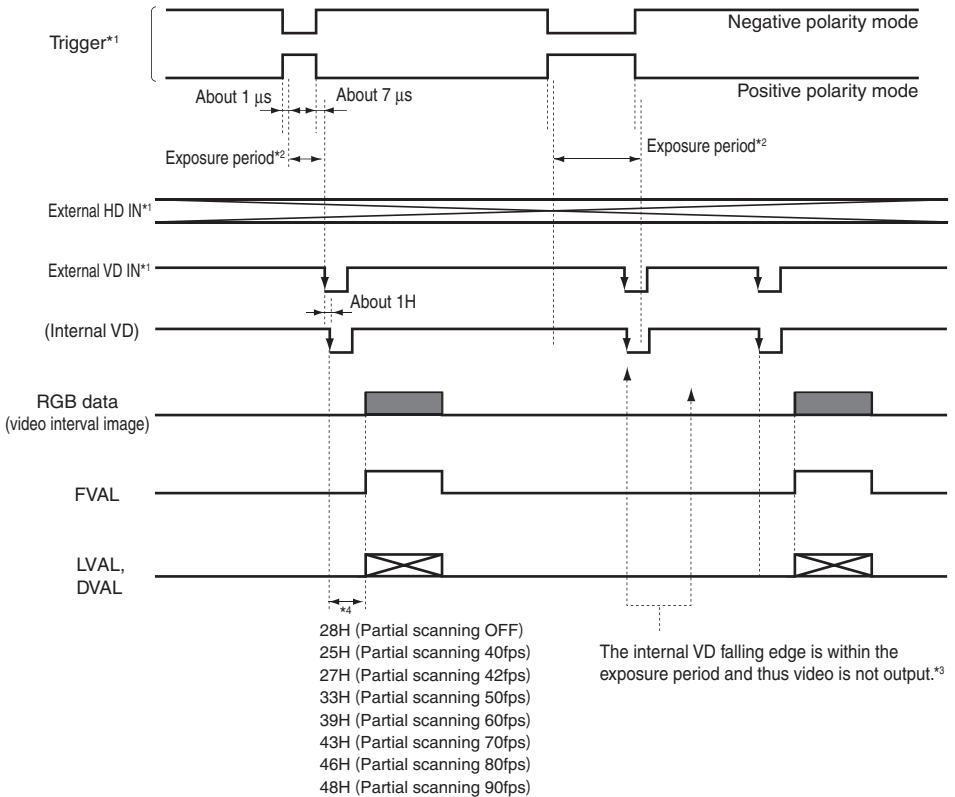 Negative polarity mode
Trigger*1
Positive polarity mode
About 1 μs
About 7 μs
Exposure period*2
Exposure period*2
External HD IN*1
External VD IN*1
About 1H
(Internal VD)
RGB data
(video interval image)
FVAL
LVAL,
DVAL
*4
28H (Partial scanning OFF)
25H (Partial scanning 40fps)
27H (Partial scanning 42fps)
33H (Partial scanning 50fps)
39H (Partial scanning 60fps)
43H (Partial scanning 70fps)
46H (Partial scanning 80fps)
48H (Partial scanning 90fps)
The internal VD falling edge is within the
exposure period and thus video is not output.*3